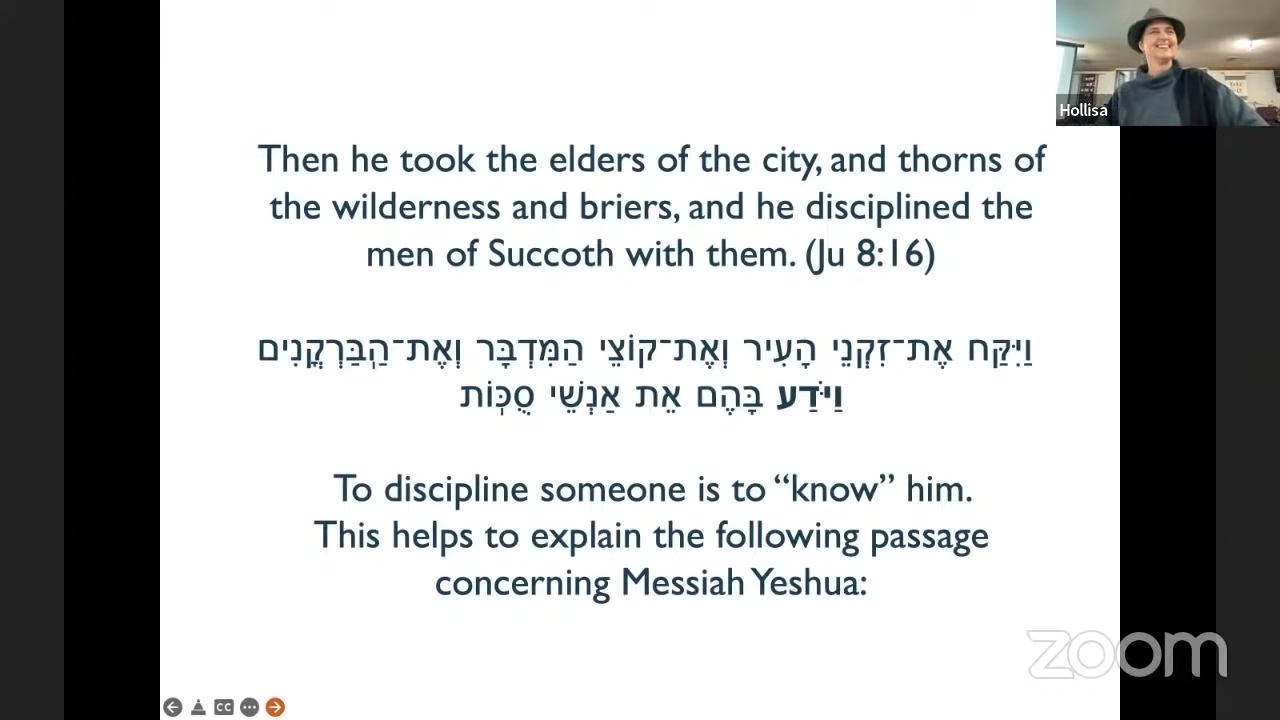 Hollisa
Then he took the elders of the city, and thorns of
the wilderness and briers, and he disciplined the
men of Succoth with them. (Ju 8:16)
וַיִּקַּח אֶת־זִקְנֵי הָעִיר וְאֶת־קוֹצֵי הַמִּדְבָּר וְאֶת־הַֽבַּרְקֳנִים
וַיֹּדַע בָּהֶם אֵת אַנְשֵׁי סֻכּֽוֹת
To discipline someone is to “know” him.
This helps to explain the following passage
concerning Messiah Yeshua:
zoom
CC